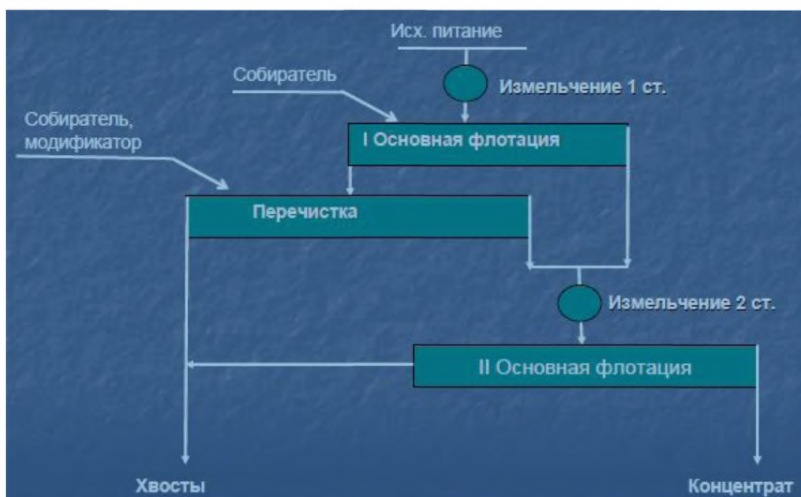 Исх. питание
Собиратель
Измельчение 1 ст.
Собиратель,
модификатор
I Основная флотация
Перечистка
Измельчение 2 ст.
II Основная флотация
Хвосты
Концентрат